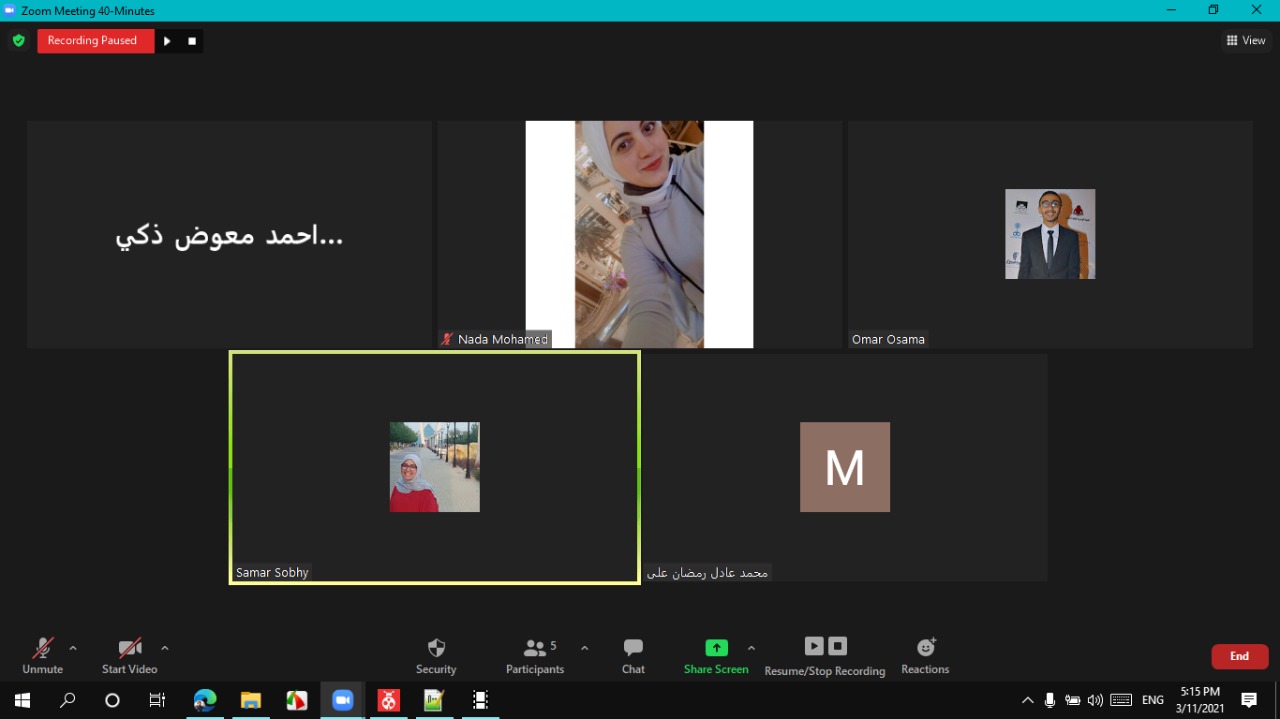 Zoom Meeting 40-Minutes
Recording Paused
View
احمد معوض ذكي...
Nada Mohamed
Omar Osama
Samar Sobhy
M
محمد عادل رمضان على
Unmute
Start Video
Security
5
Participants
Chat
Share Screen
Resume/Stop Recording
Reactions
End
ENG
5:15 PM
3/11/2021